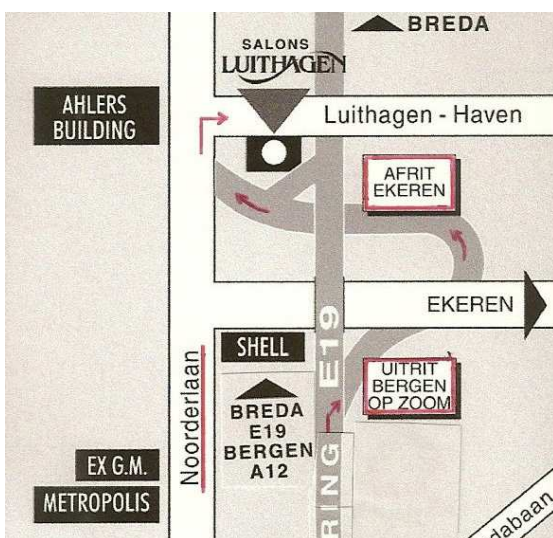 BREDA
SALONS
LUITHAGEN
AHLERS
BUILDING
Luithagen - Haven
AFRIT
EKEREN
EKEREN
SHELL
RING E19
UITRIT
BERGEN
OP ZOOM
Noorderlaan
BREDA
E19
BERGEN
A12
EX G.M.
METROPOLIS